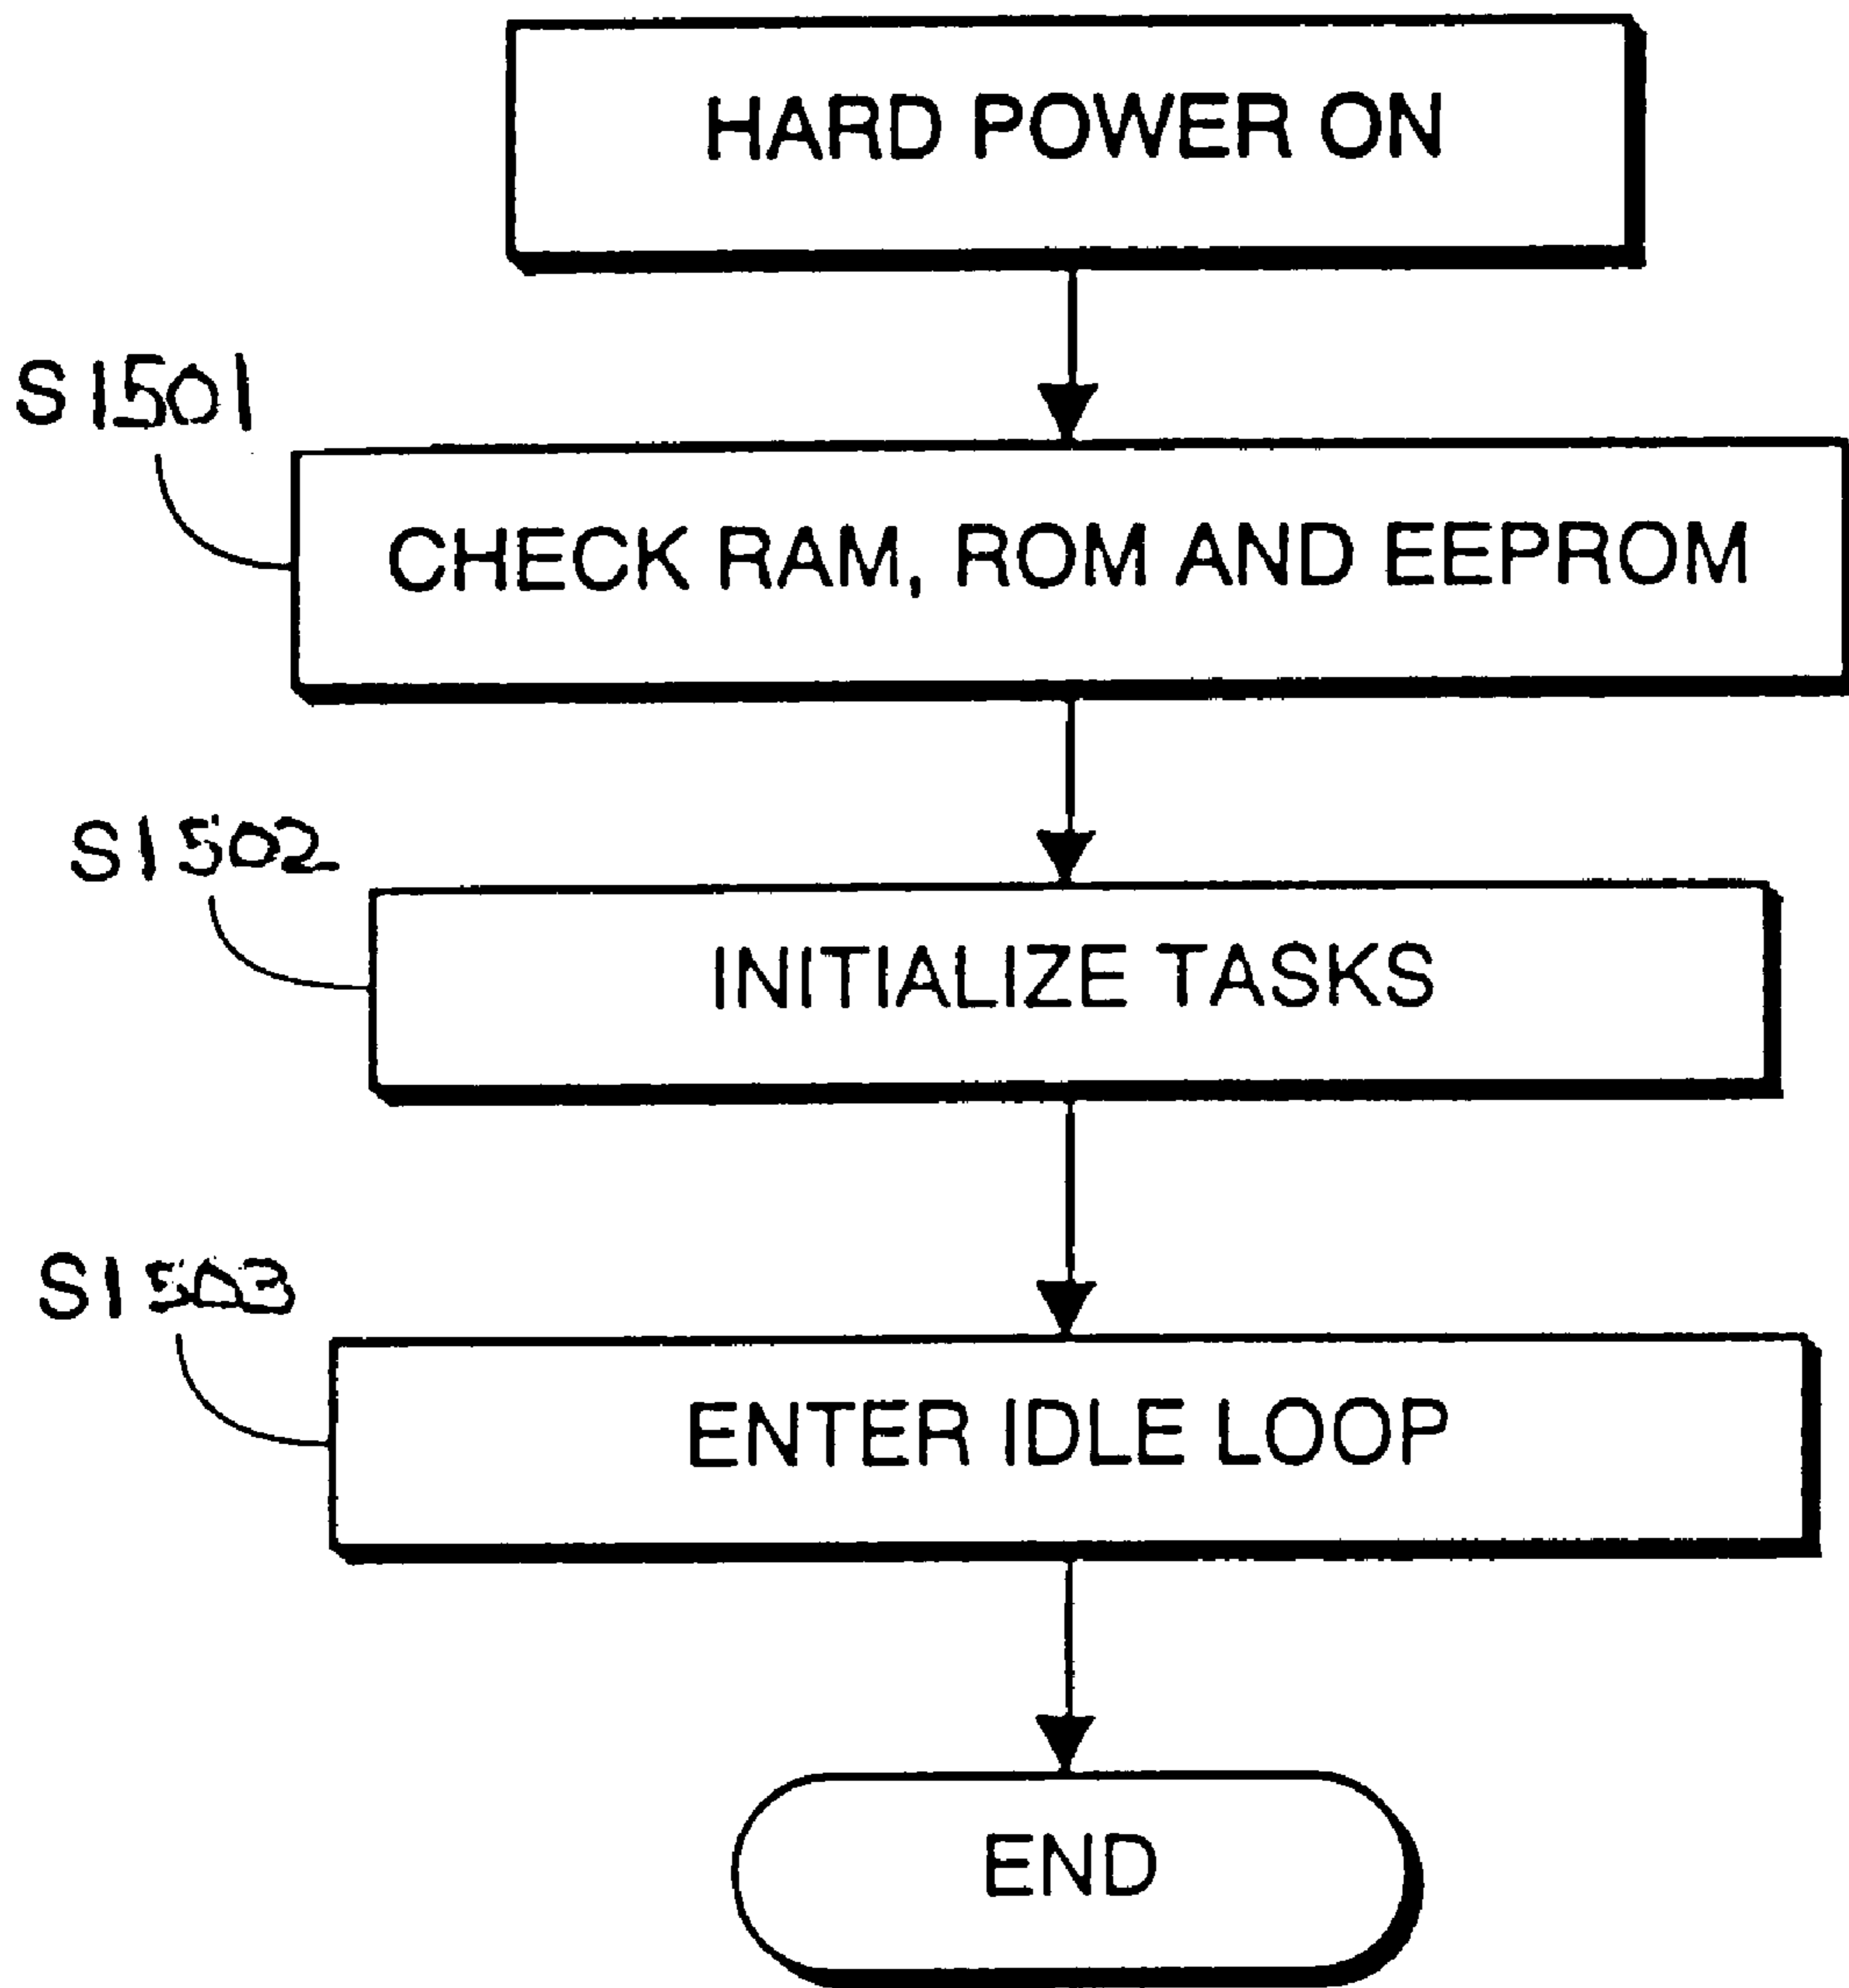 HARD POWER ON
S1501
CHECK RAM, ROM AND EEPROM
S1502
INITIALIZE TASKS
S1503
ENTER IDLE LOOP
END